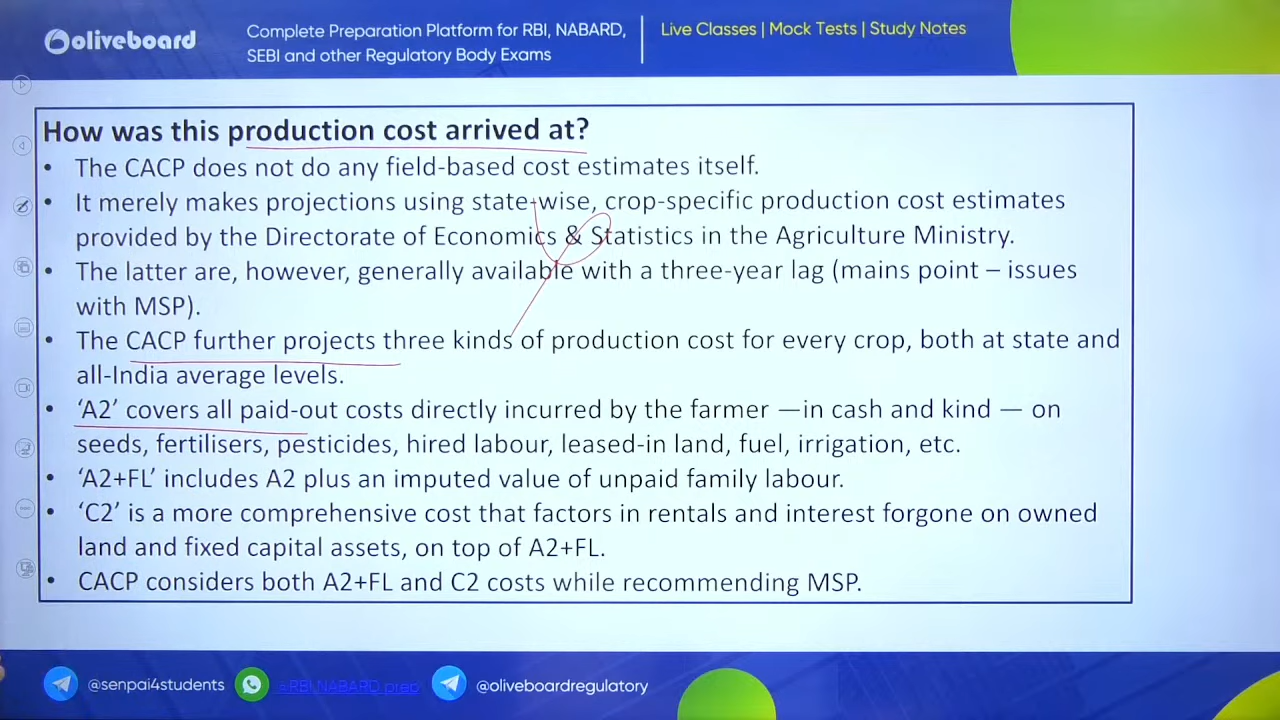 oliveboard
Complete Preparation Platform for RBI, NABARD,
SEBI and other Regulatory Body Exams
Live Classes | Mock Tests | Study Notes
How was this production cost arrived at?
• The CACP does not do any field-based cost estimates itself.
• It merely makes projections using state-wise, crop-specific production cost estimates
provided by the Directorate of Economics & Statistics in the Agriculture Ministry.
• The latter are, however, generally available with a three-year lag (mains point – issues
with MSP).
• The CACP further projects three kinds of production cost for every crop, both at state and
all-India average levels.
• ‘A2’ covers all paid-out costs directly incurred by the farmer —in cash and kind — on
seeds, fertilisers, pesticides, hired labour, leased-in land, fuel, irrigation, etc.
• ‘A2+FL’ includes A2 plus an imputed value of unpaid family labour.
• ‘C2’ is a more comprehensive cost that factors in rentals and interest forgone on owned
land and fixed capital assets, on top of A2+FL.
• CACP considers both A2+FL and C2 costs while recommending MSP.
@senpai4students
RBI NABARD prep
@oliveboardregulatory